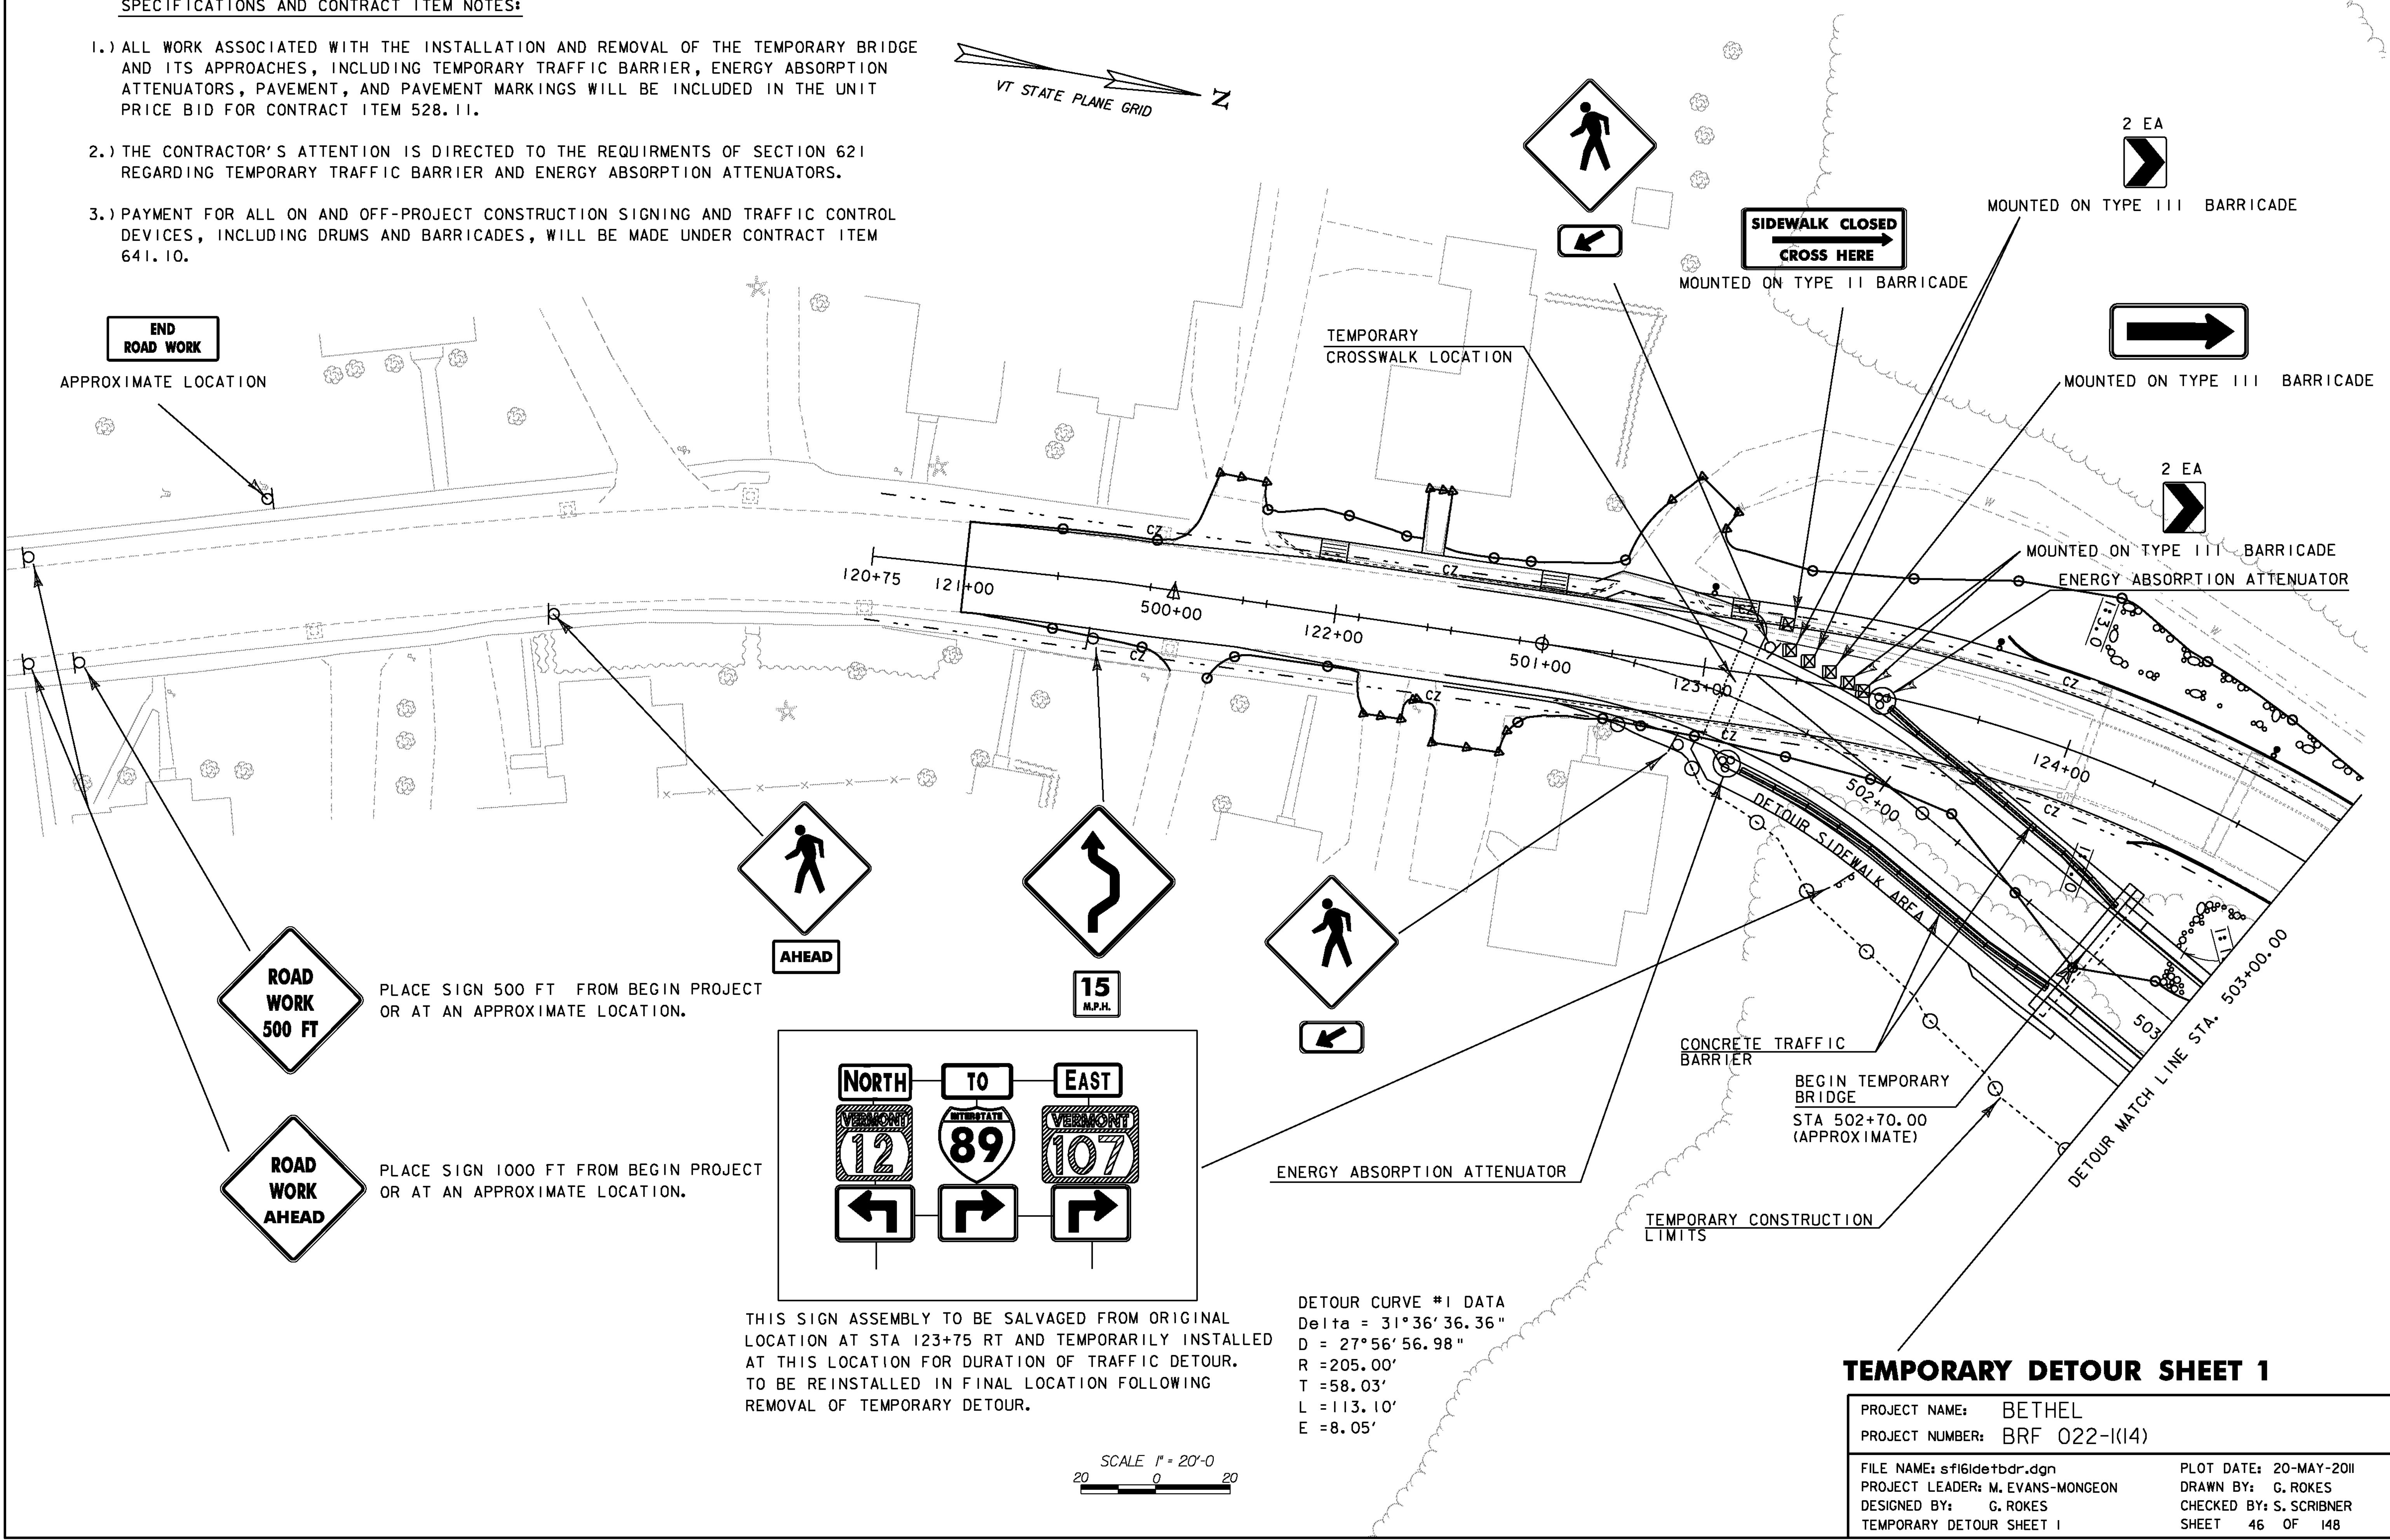 SPECIFICATIONS AND CONTRACT ITEM NOTES:
1.) ALL WORK ASSOCIATED WITH THE INSTALLATION AND REMOVAL OF THE TEMPORARY BRIDGE
AND ITS APPROACHES, INCLUDING TEMPORARY TRAFFIC BARRIER, ENERGY ABSORPTION
ATTENUATORS, PAVEMENT, AND PAVEMENT MARKINGS WILL BE INCLUDED IN THE UNIT
PRICE BID FOR CONTRACT ITEM 528.11.
2.) THE CONTRACTOR'S ATTENTION IS DIRECTED TO THE REQUIRMENTS OF SECTION 621
REGARDING TEMPORARY TRAFFIC BARRIER AND ENERGY ABSORPTION ATTENUATORS.
3.) PAYMENT FOR ALL ON AND OFF-PROJECT CONSTRUCTION SIGNING AND TRAFFIC CONTROL
DEVICES, INCLUDING DRUMS AND BARRICADES, WILL BE MADE UNDER CONTRACT ITEM
641.10.
VT STATE PLANE GRID
N
2 EA
MOUNTED ON TYPE III BARRICADE
SIDEWALK CLOSED
CROSS HERE
MOUNTED ON TYPE II BARRICADE
END
ROAD WORK
APPROXIMATE LOCATION
TEMPORARY
CROSSWALK LOCATION
MOUNTED ON TYPE III BARRICADE
2 EA
MOUNTED ON TYPE III BARRICADE
ENERGY ABSORPTION ATTENUATOR
W
W
W
CZ
CZ
CZ
CZ
CZ
CZ
CZ
CZ
120+75
121+00
500+00
122+00
501+00
123+00
502+00
124+00
503
1:3.0
DETOUR SIDEWALK AREA
DETOUR MATCH LINE STA. 503+00.00
AHEAD
15
M.P.H.
ROAD
WORK
500 FT
PLACE SIGN 500 FT FROM BEGIN PROJECT
OR AT AN APPROXIMATE LOCATION.
ROAD
WORK
AHEAD
PLACE SIGN 1000 FT FROM BEGIN PROJECT
OR AT AN APPROXIMATE LOCATION.
NORTH TO EAST
VERMONT INTERSTATE VERMONT
12 89 107
CONCRETE TRAFFIC
BARRIER
BEGIN TEMPORARY
BRIDGE
STA 502+70.00
(APPROXIMATE)
ENERGY ABSORPTION ATTENUATOR
TEMPORARY CONSTRUCTION
LIMITS
THIS SIGN ASSEMBLY TO BE SALVAGED FROM ORIGINAL
LOCATION AT STA 123+75 RT AND TEMPORARILY INSTALLED
AT THIS LOCATION FOR DURATION OF TRAFFIC DETOUR.
TO BE REINSTALLED IN FINAL LOCATION FOLLOWING
REMOVAL OF TEMPORARY DETOUR.
DETOUR CURVE #1 DATA
Delta = 31°36'36.36"
D = 27°56'56.98"
R =205.00'
T =58.03'
L =113.10'
E =8.05'
SCALE 1" = 20'-0
20 0 20
TEMPORARY DETOUR SHEET 1
PROJECT NAME: BETHEL
PROJECT NUMBER: BRF 022-1(14)
FILE NAME: sf161detbdr.dgn
PLOT DATE: 20-MAY-2011
PROJECT LEADER: M. EVANS-MONGEON
DRAWN BY: G. ROKES
DESIGNED BY: G. ROKES
CHECKED BY: S. SCRIBNER
TEMPORARY DETOUR SHEET 1
SHEET 46 OF 148